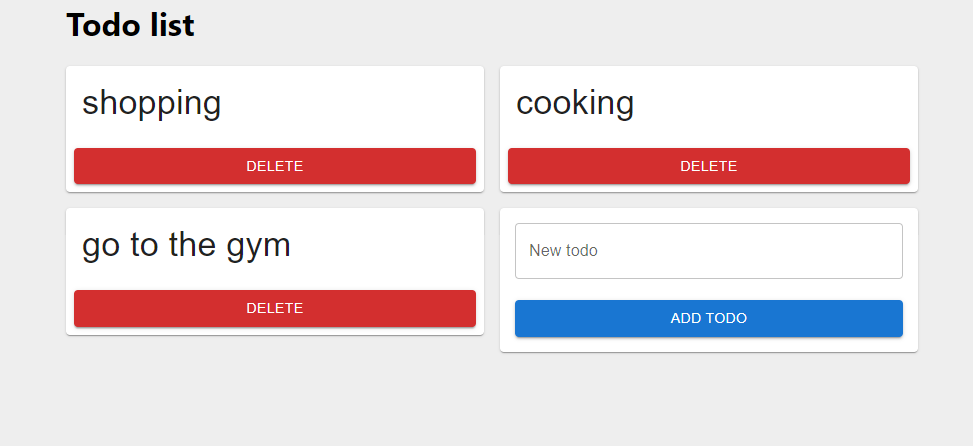 Todo list
shopping
DELETE
cooking
DELETE
go to the gym
DELETE
New todo
ADD TODO